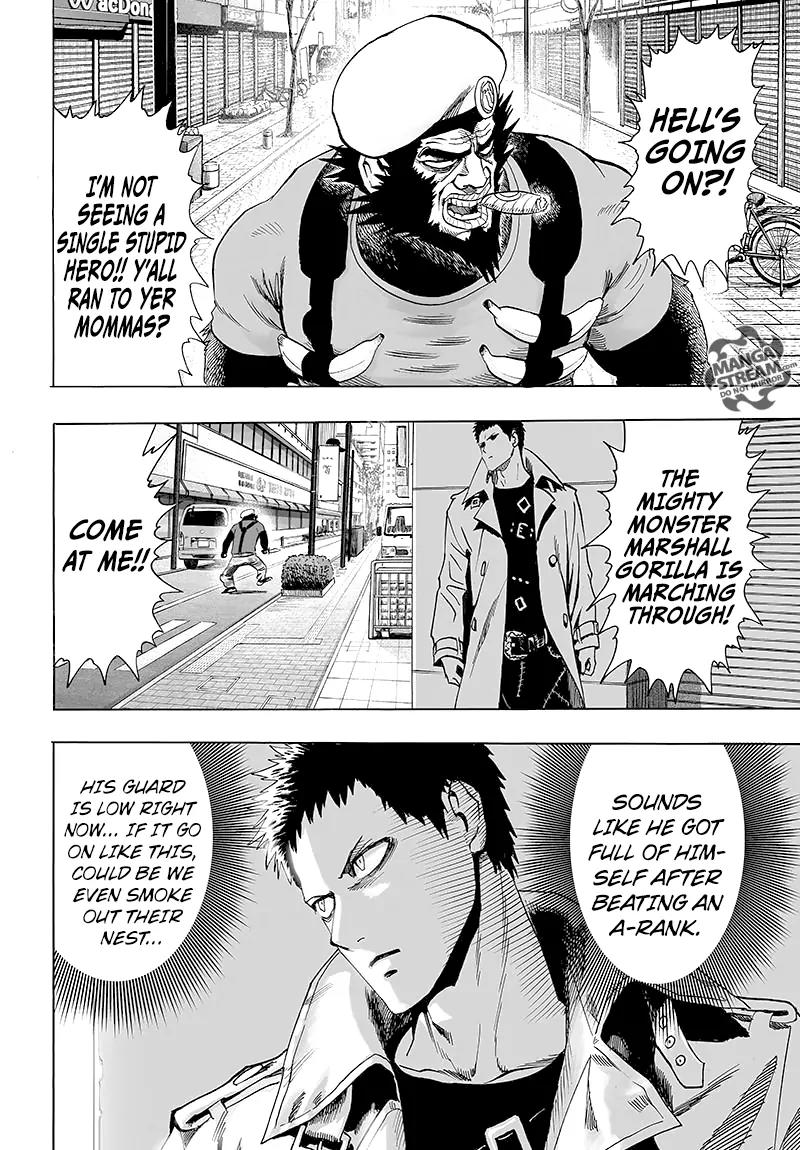 acDona
HELL'S
GOING
ON?!
I'M NOT
SEEING A
SINGLE STUPID
HERO!! Y'ALL
RAN TO YER
MOMMAS?
MANGA
STREAM.com
DO NOT MIRROR!
THE
MIGHTY
MONSTER
MARSHALL
GORILLA IS
MARCHING
THROUGH!
:E:
COME
AT ME!!
SOUNDS
LIKE HE GOT
FULL OF HIM-
SELF AFTER
BEATING AN
A-RANK.
HIS GUARD
IS LOW RIGHT
NOW... IF IT GO
ON LIKE THIS,
COULD BE WE
EVEN SMOKE
OUT THEIR
NEST...